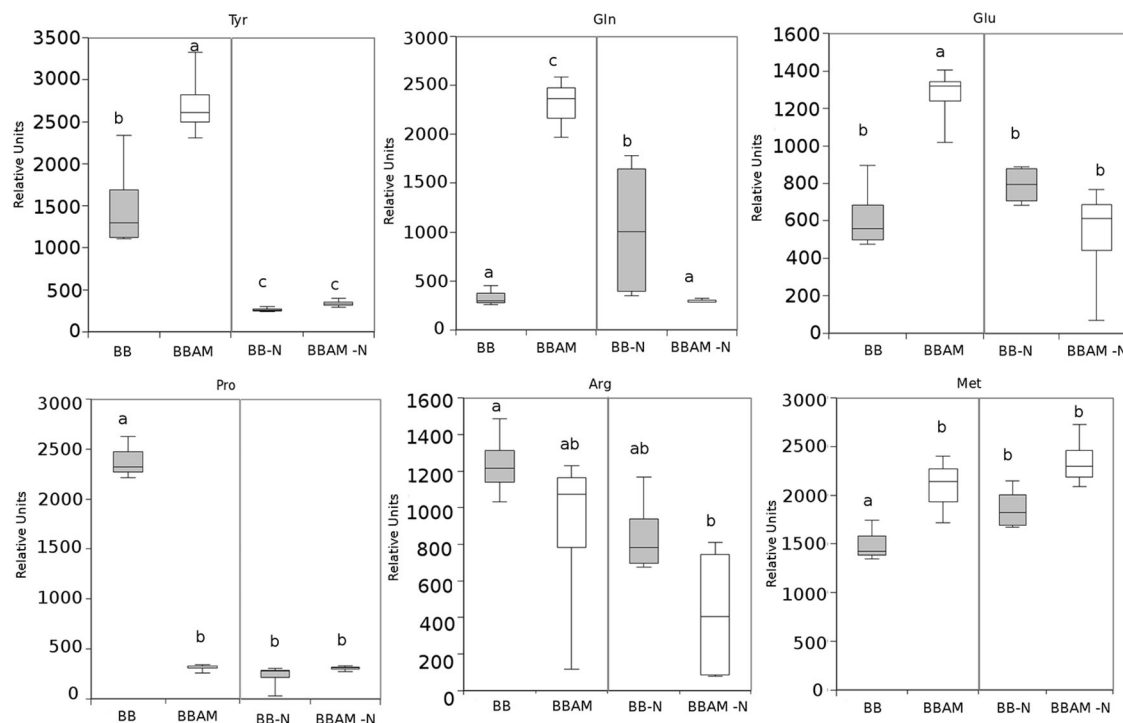 Tyr
3500
3000
2500
2000
1500
1000
500
0
Relative Units
b
a
c
c
BB
BBAM
BB-N
BBAM -N
Gln
3000
2500
2000
1500
1000
500
0
Relative Units
a
c
b
a
BB
BBAM
BB-N
BBAM -N
Glu
1600
1400
1200
1000
800
600
400
200
0
Relative Units
b
a
b
b
BB
BBAM
BB-N
BBAM -N
Pro
3000
2500
2000
1500
1000
500
0
Relative Units
a
b
b
b
BB
BBAM
BB-N
BBAM -N
Arg
1600
1400
1200
1000
800
600
400
200
0
Relative Units
a
ab
ab
b
BB
BBAM
BB-N
BBAM -N
Met
3000
2500
2000
1500
1000
500
0
Relative Units
a
b
b
b
BB
BBAM
BB-N
BBAM -N